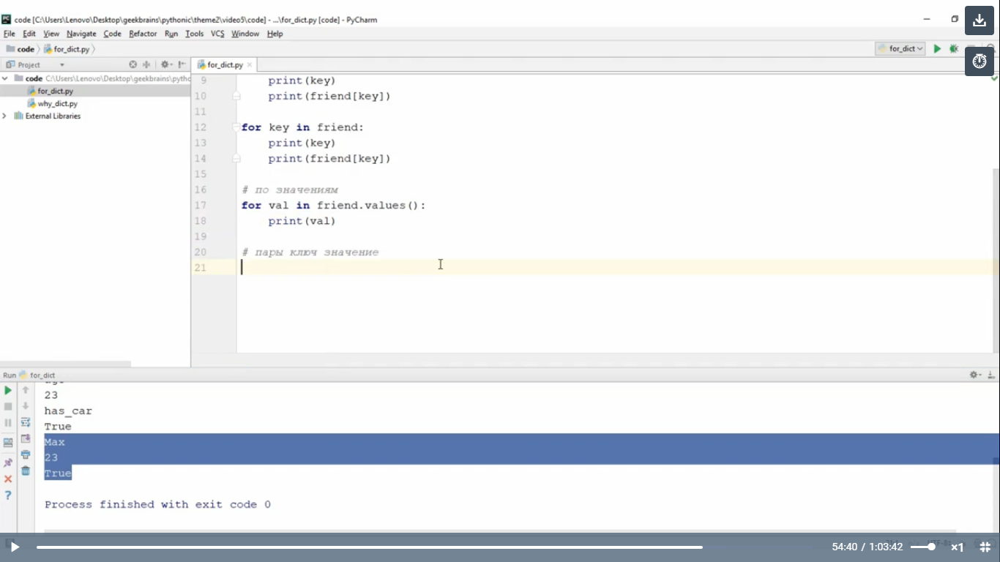 code [C:\Users\Lenovo\Desktop\geekbrains\pythonic\theme2\video5\code] - ...\for_dict.py [code] - PyCharm
File Edit View Navigate Code Refactor Run Tools VCS Window Help
code for_dict.py for_dict
Project for_dict.py
code C:\Users\Lenovo\Desktop\geekbrains\pytho
for_dict.py
why_dict.py
External Libraries
9 print(key)
10 print(friend[key])
11
12 for key in friend:
13 print(key)
14 print(friend[key])
15
16 # по значениям
17 for val in friend.values():
18 print(val)
19
20 # пары ключ значение
21
Run for_dict
23
has_car
True
Max
23
True
Process finished with exit code 0
54:40 / 1:03:42 ×1